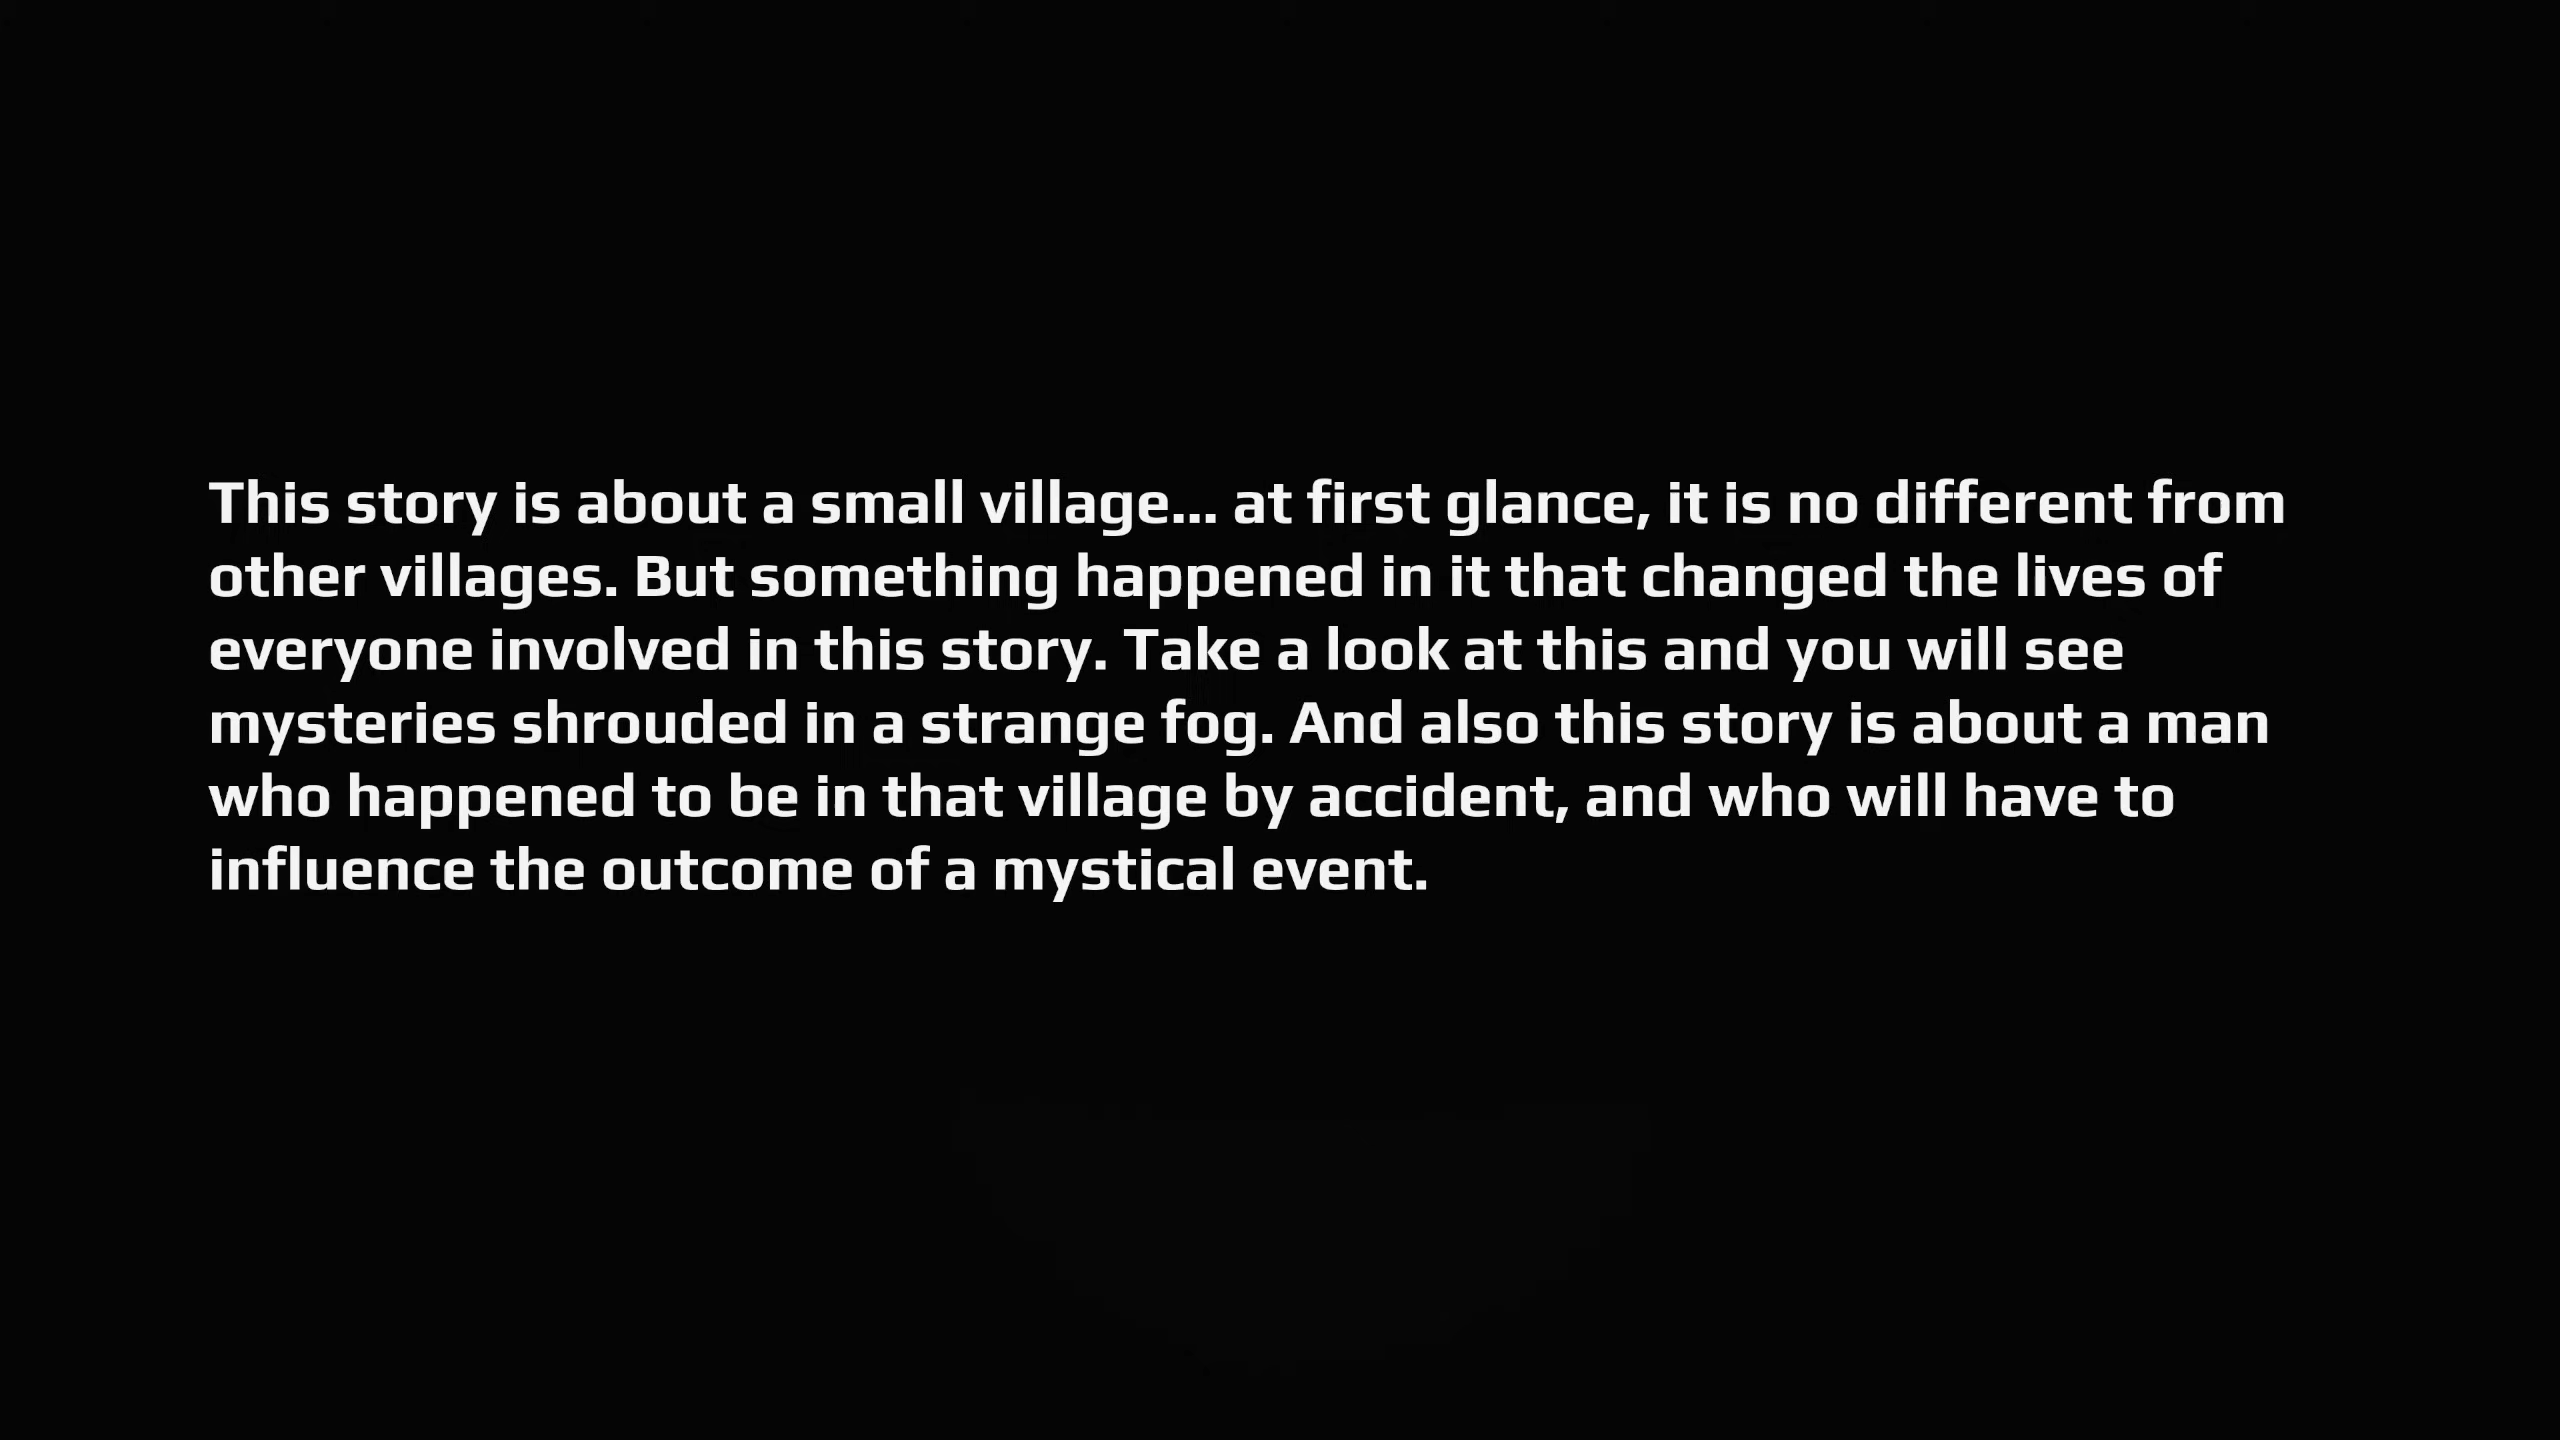 This story is about a small village... at first glance, it is no different from
other villages. But something happened in it that changed the lives of
everyone involved in this story. Take a look at this and you will see
mysteries shrouded in a strange fog. And also this story is about a man
who happened to be in that village by accident, and who will have to
influence the outcome of a mystical event.